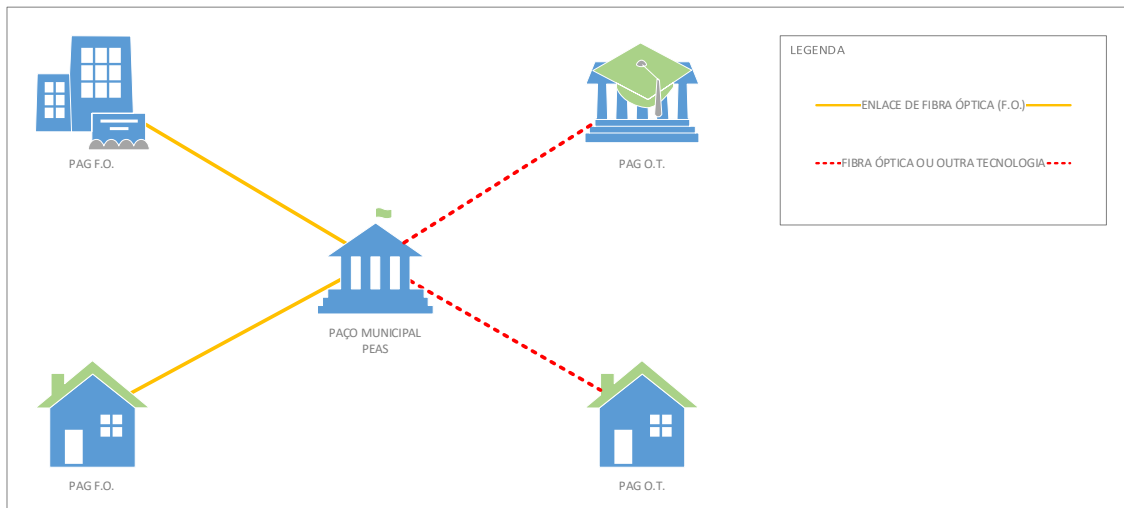 LEGENDA
ENLACE DE FIBRA ÓPTICA (F.O.)
FIBRA ÓPTICA OU OUTRA TECNOLOGIA
PAG F.O.
PAG O.T.
PAÇO MUNICIPAL
PEAS
PAG F.O.
PAG O.T.